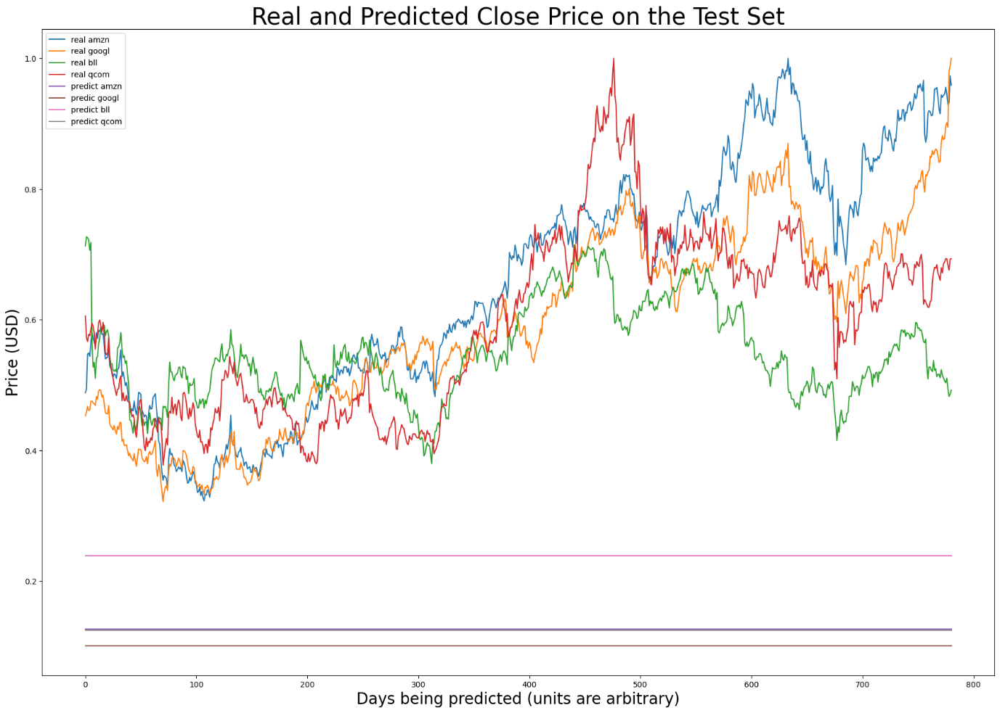 Real and Predicted Close Price on the Test Set
real amzn
real googl
real bll
real qcom
predict amzn
predic googl
predict bll
predict qcom
1.0
0.8
0.6
0.4
0.2
Price (USD)
0 100 200 300 400 500 600 700 800
Days being predicted (units are arbitrary)